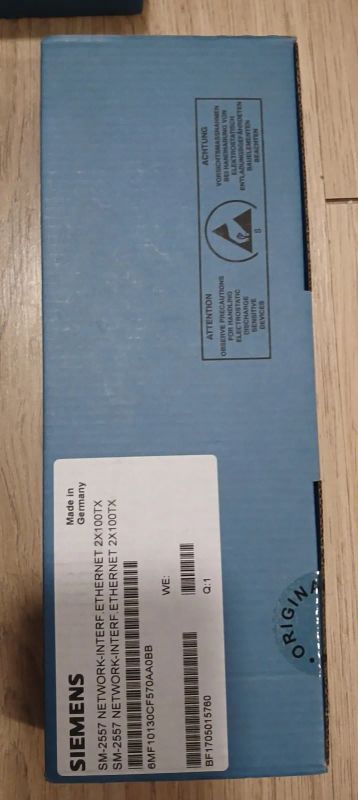 ATTENTION
OBSERVE PRECAUTIONS
FOR HANDLING
ELECTROSTATIC
DISCHARGE
SENSITIVE
DEVICES
S
ACHTUNG
VORSICHTSMASSNAHMEN
BEI HANDHABUNG VON
ELEKTROSTATISCH
ENTLADUNGSGEFÄHRDETEN
BAUELEMENTEN
BEACHTEN
SIEMENS
Made in
Germany
SM-2557 NETWORK-INTERF.ETHERNET 2X100TX
SM-2557 NETWORK-INTERF.ETHERNET 2X100TX
6MF10130CF570AA0BB
WE:
BF1705015760
Q:1